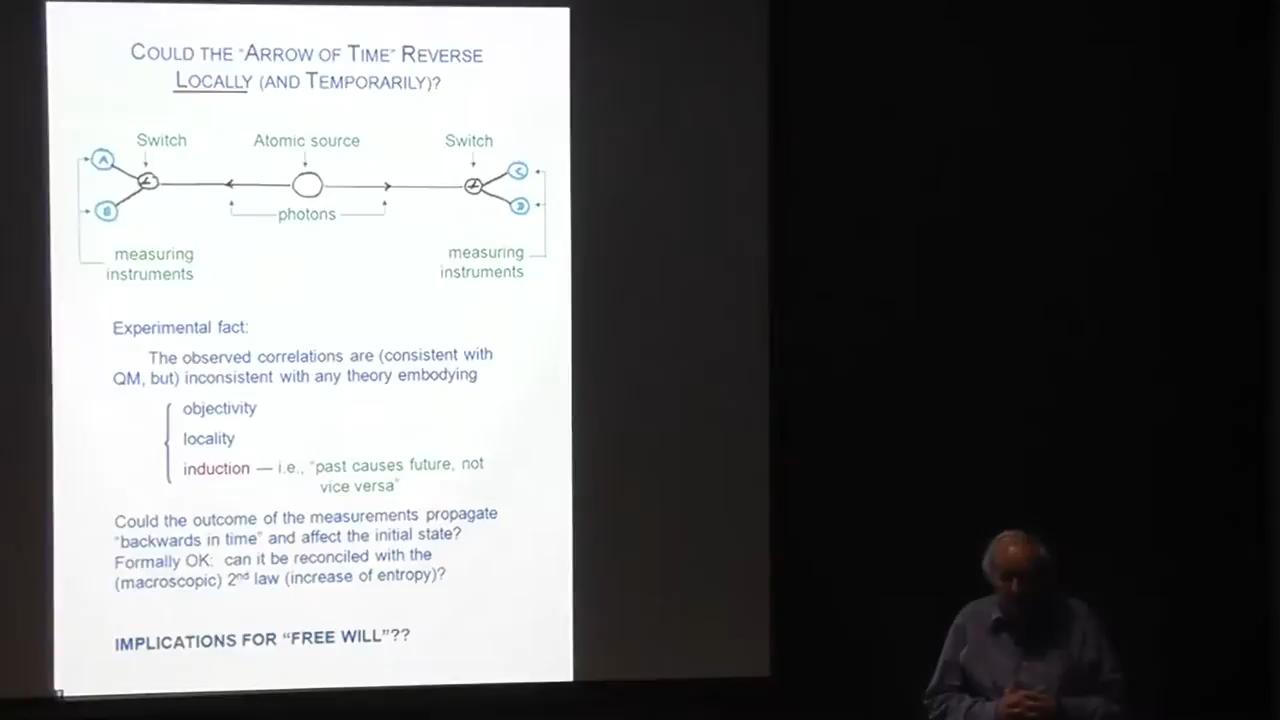 COULD THE "ARROW OF TIME" REVERSE
LOCALLY (AND TEMPORARILY)?
Switch
Atomic source
Switch
A
B
C
D
photons
measuring
instruments
measuring
instruments
Experimental fact:
The observed correlations are (consistent with
QM, but) inconsistent with any theory embodying
objectivity
locality
induction — i.e., "past causes future, not
vice versa"
Could the outcome of the measurements propagate
"backwards in time" and affect the initial state?
Formally OK: can it be reconciled with the
(macroscopic) 2nd law (increase of entropy)?
IMPLICATIONS FOR "FREE WILL"??